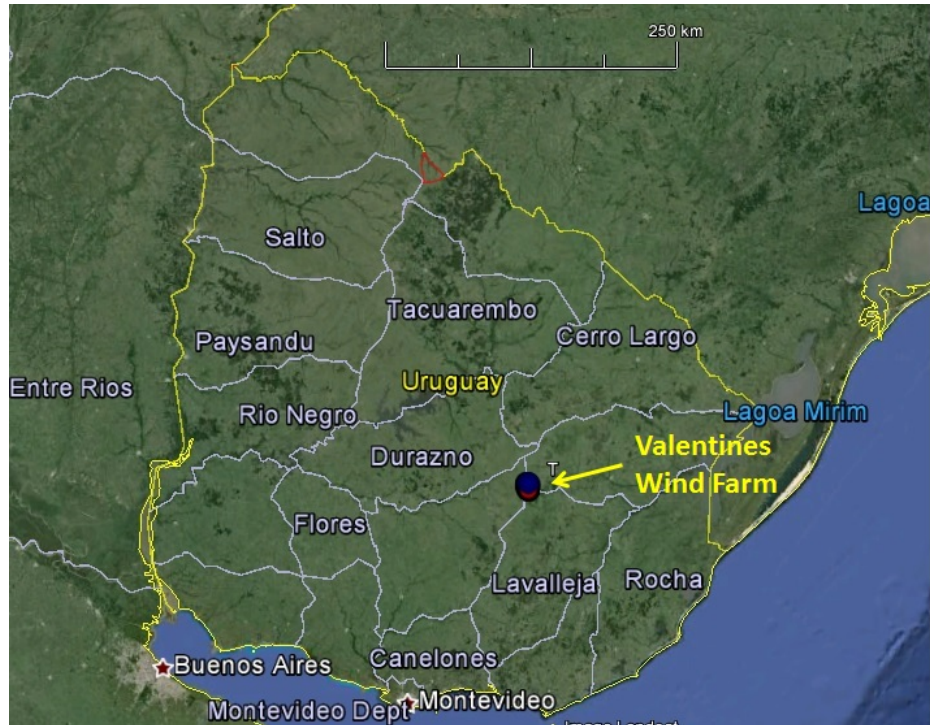 250 km
Lagoa
Salto
Tacuarembo
Paysandu
Cerro Largo
Entre Rios
Uruguay
Rio Negro
Lagoa Mirim
Durazno
Valentines
Wind Farm
T
Flores
Lavalleja
Rocha
Canelones
Buenos Aires
Montevideo
Montevideo Dept